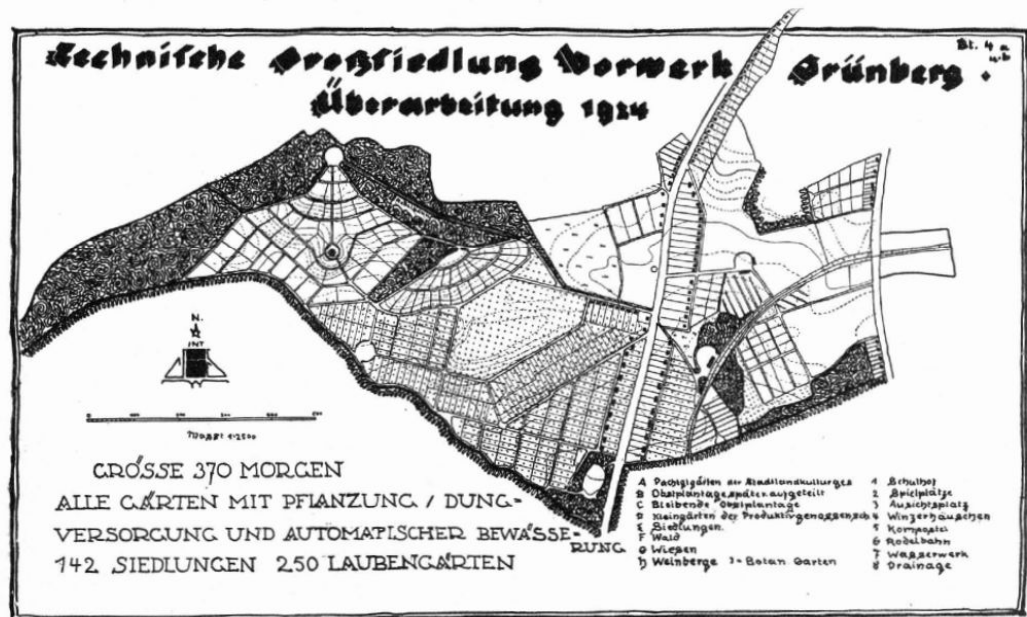 Technische Großsiedlung Vorwerk Grünberg.
Überarbeitung 1924
Bl. 4 a
u. b
N.
INT
GRÖSSE 370 MORGEN
ALLE GÄRTEN MIT PFLANZUNG / DUNG-
VERSORGUNG UND AUTOMATISCHER BEWÄSSE-
RUNG
142 SIEDLUNGEN 250 LAUBENGÄRTEN
A Pachtgärten der Stadtlandkulturges
B Obstplantage später aufgeteilt
C Bleibende Obstplantage
D Kleingärten der Produktivgenossensch
E Siedlungen.
F Wald
G Wiesen
H Weinberge J = Botan. Garten
1 Schulhof
2 Spielplätze
3 Aussichtsplatz
4 Winzerhäuschen
5 Kompostei
6 Rodelbahn
7 Wasserwerk
8 Drainage